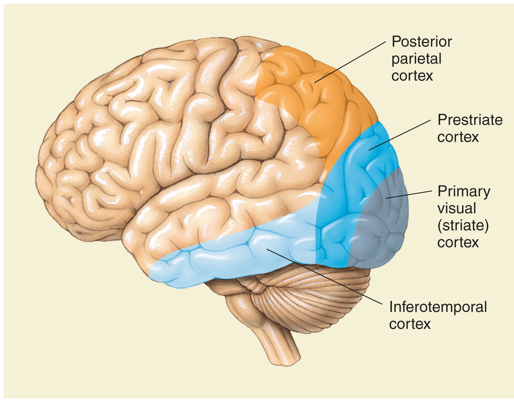 Posterior
parietal
cortex
Prestriate
cortex
Primary
visual
(striate)
cortex
Inferotemporal
cortex